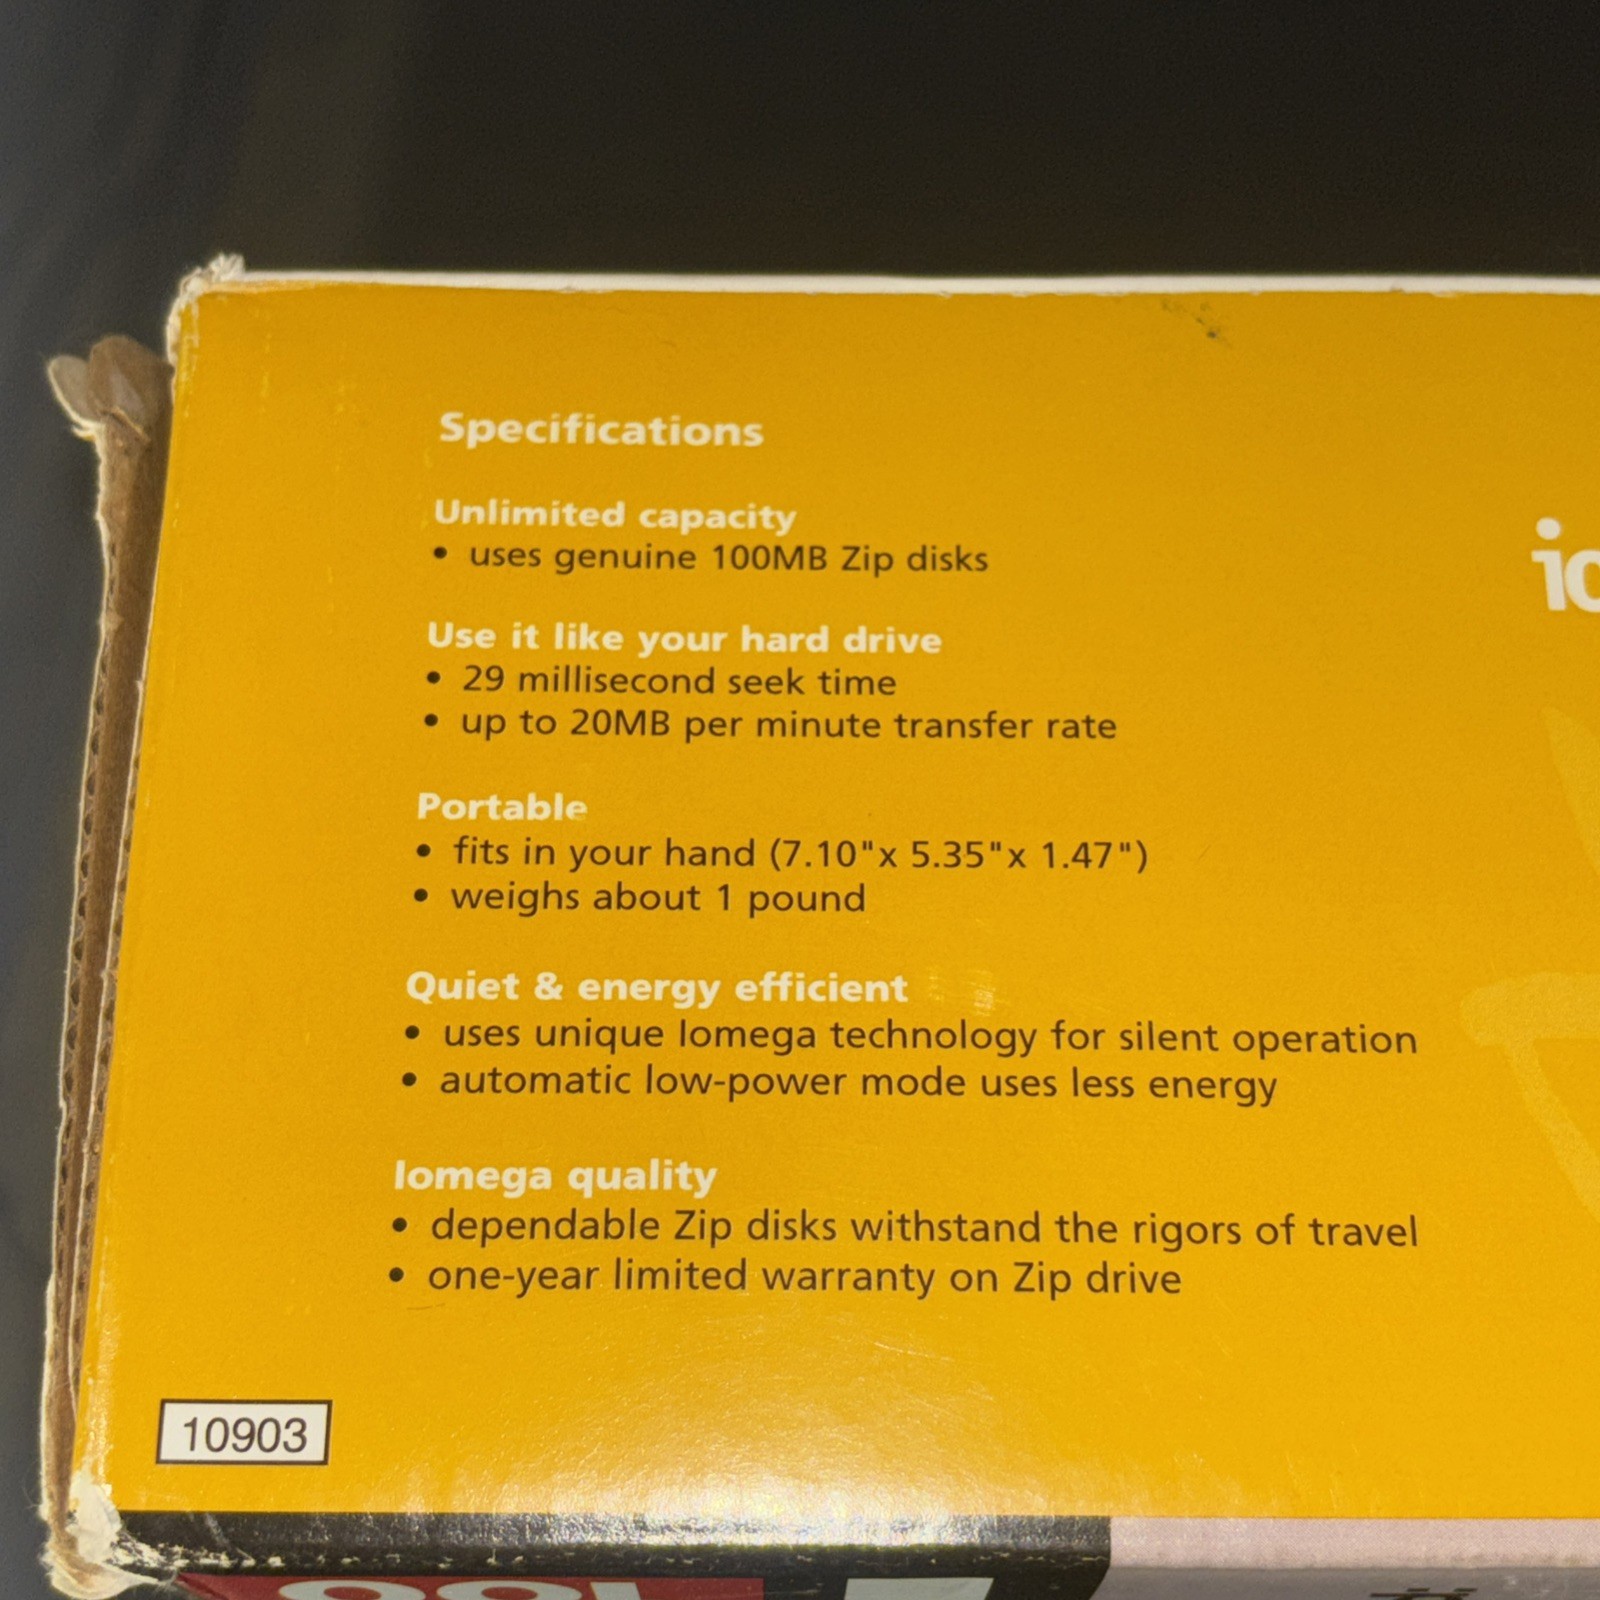 Specifications
Unlimited capacity
• uses genuine 100MB Zip disks
Use it like your hard drive
• 29 millisecond seek time
• up to 20MB per minute transfer rate
Portable
• fits in your hand (7.10"x 5.35"x 1.47")
• weighs about 1 pound
Quiet & energy efficient
• uses unique Iomega technology for silent operation
• automatic low-power mode uses less energy
Iomega quality
• dependable Zip disks withstand the rigors of travel
• one-year limited warranty on Zip drive
10903